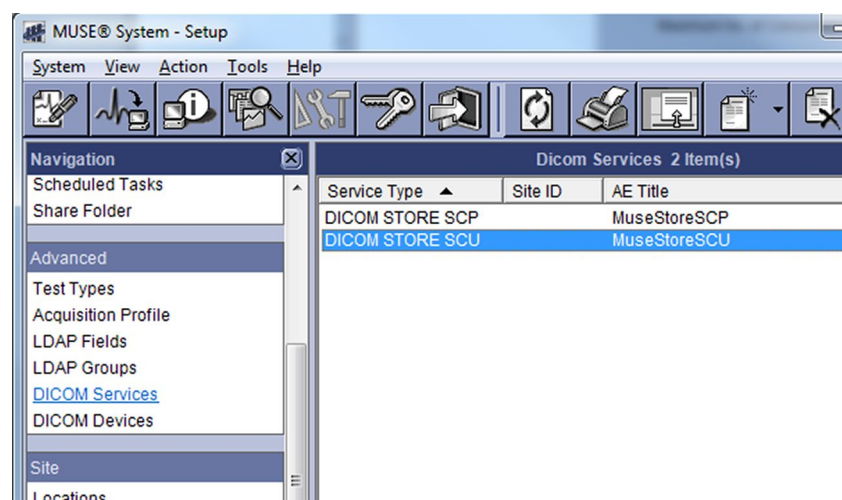 MUSE® System - Setup
System View Action Tools Help
Navigation
Scheduled Tasks
Share Folder
Advanced
Test Types
Acquisition Profile
LDAP Fields
LDAP Groups
DICOM Services
DICOM Devices
Site
Locations
Dicom Services 2 Item(s)
Service Type Site ID AE Title
DICOM STORE SCP MuseStoreSCP
DICOM STORE SCU MuseStoreSCU